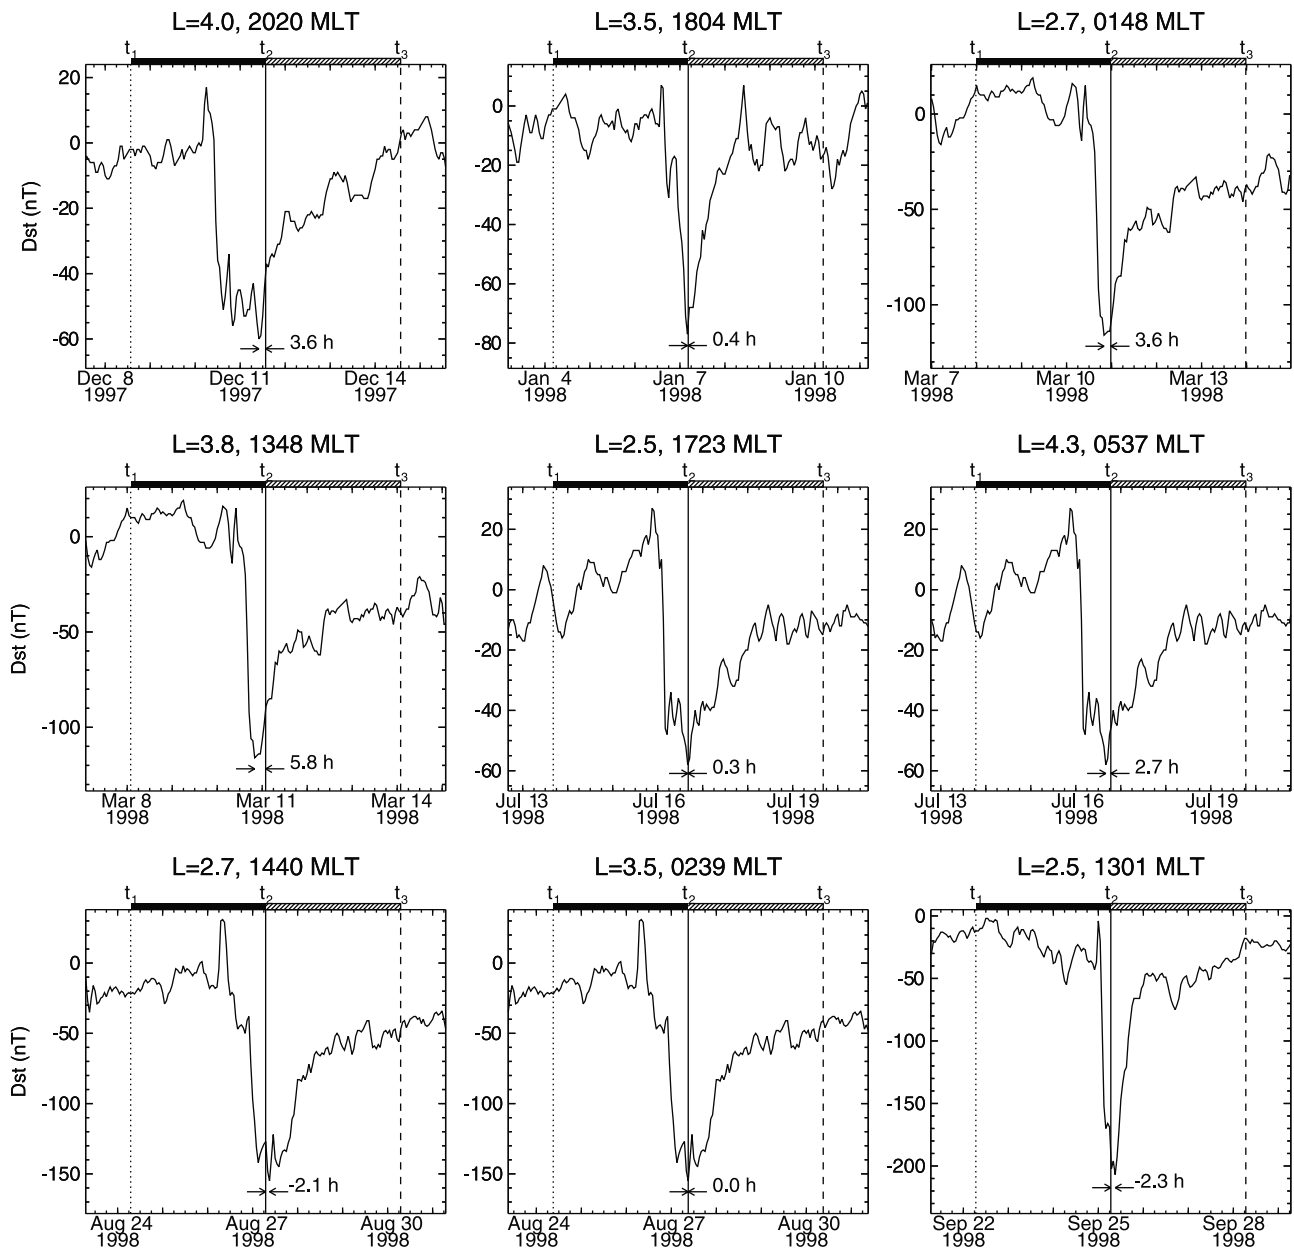 L=4.0, 2020 MLT
L=3.5, 1804 MLT
L=2.7, 0148 MLT
t1 t2 t3
t1 t2 t3
t1 t2 t3
Dst (nT)
20
0
-20
-40
-60
3.6 h
Dec 8 Dec 11 Dec 14
1997 1997 1997
0
-20
-40
-60
-80
0.4 h
Jan 4 Jan 7 Jan 10
1998 1998 1998
0
-50
-100
3.6 h
Mar 7 Mar 10 Mar 13
1998 1998 1998
L=3.8, 1348 MLT
L=2.5, 1723 MLT
L=4.3, 0537 MLT
t1 t2 t3
t1 t2 t3
t1 t2 t3
Dst (nT)
0
-50
-100
5.8 h
Mar 8 Mar 11 Mar 14
1998 1998 1998
20
0
-20
-40
-60
0.3 h
Jul 13 Jul 16 Jul 19
1998 1998 1998
20
0
-20
-40
-60
2.7 h
Jul 13 Jul 16 Jul 19
1998 1998 1998
L=2.7, 1440 MLT
L=3.5, 0239 MLT
L=2.5, 1301 MLT
t1 t2 t3
t1 t2 t3
t1 t2 t3
Dst (nT)
0
-50
-100
-150
-2.1 h
Aug 24 Aug 27 Aug 30
1998 1998 1998
0
-50
-100
-150
0.0 h
Aug 24 Aug 27 Aug 30
1998 1998 1998
0
-50
-100
-150
-200
-2.3 h
Sep 22 Sep 25 Sep 28
1998 1998 1998